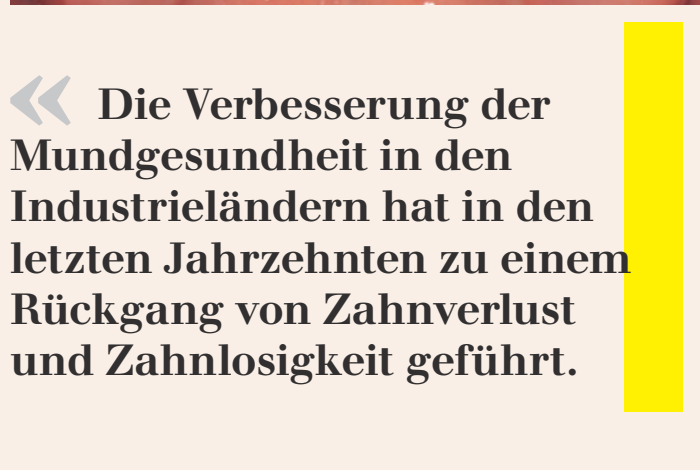 « Die Verbesserung der
Mundgesundheit in den
Industrieländern hat in den
letzten Jahrzehnten zu einem
Rückgang von Zahnverlust
und Zahnlosigkeit geführt.